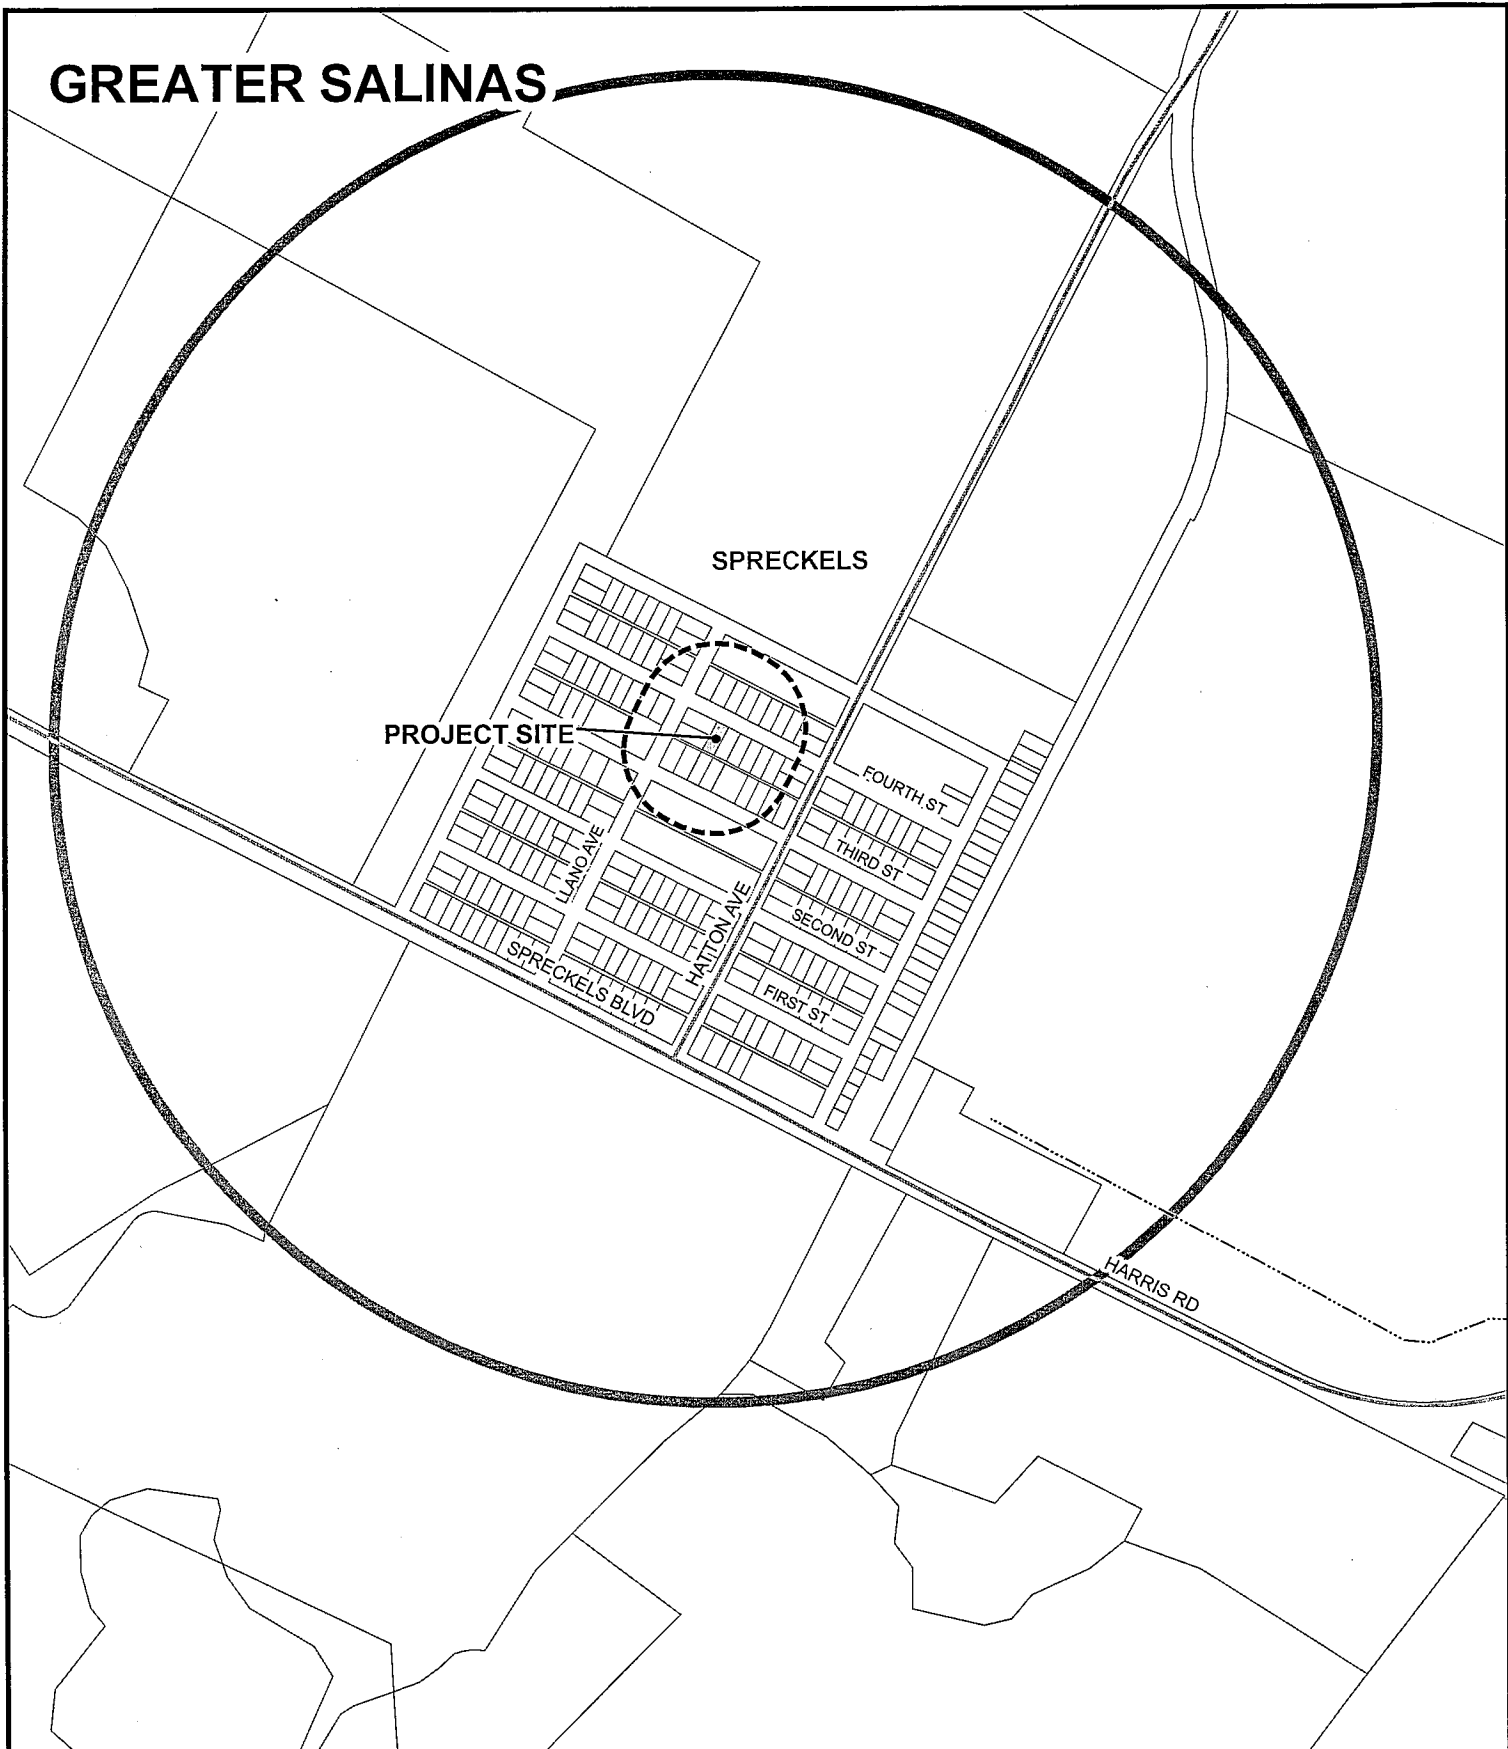 GREATER SALINAS
SPRECKELS
PROJECT SITE
FOURTH ST
THIRD ST
LLANO AVE
HATTON AVE
SECOND ST
SPRECKELS BLVD
FIRST ST
HARRIS RD